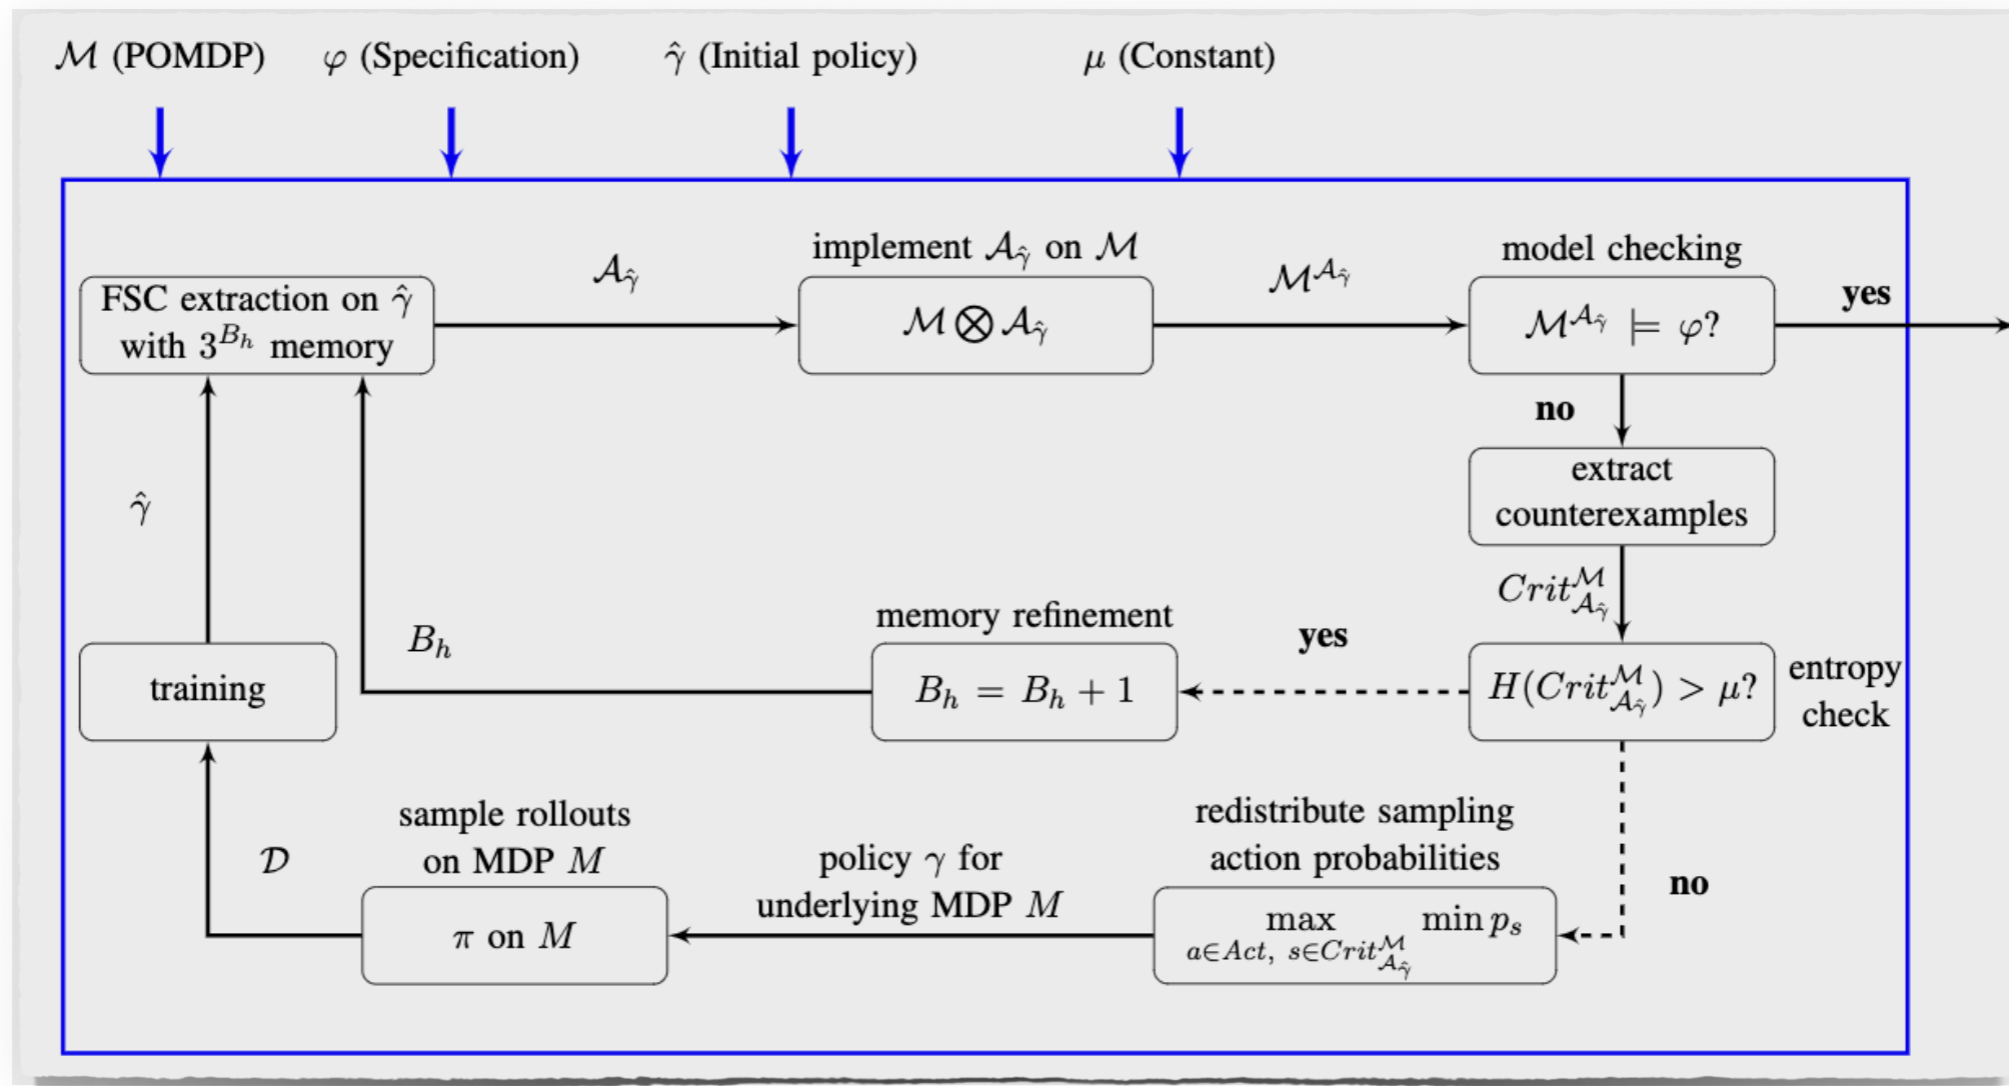 ℳ (POMDP)
φ (Specification)
γ̂ (Initial policy)
μ (Constant)
implement 𝒜_γ̂ on ℳ
model checking
𝒜_γ̂
ℳ^{𝒜_γ̂}
yes
FSC extraction on γ̂
with 3^{B_h} memory
ℳ ⨂ 𝒜_γ̂
ℳ^{𝒜_γ̂} ⊨ φ?
no
extract
counterexamples
γ̂
Crit^ℳ_{𝒜_γ̂}
memory refinement
B_h
yes
training
B_h = B_h + 1
H(Crit^ℳ_{𝒜_γ̂}) > μ?
entropy
check
sample rollouts
on MDP M
redistribute sampling
action probabilities
𝒟
policy γ for
underlying MDP M
no
π on M
max min p_s
a∈Act, s∈Crit^ℳ_{𝒜_γ̂}